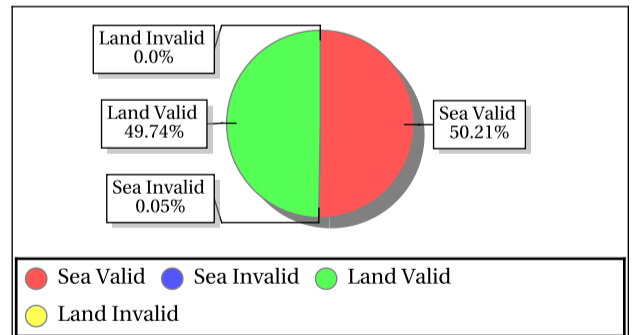 Land Invalid
0.0%
Land Valid
49.74%
Sea Valid
50.21%
Sea Invalid
0.05%
Sea Valid Sea Invalid Land Valid
Land Invalid